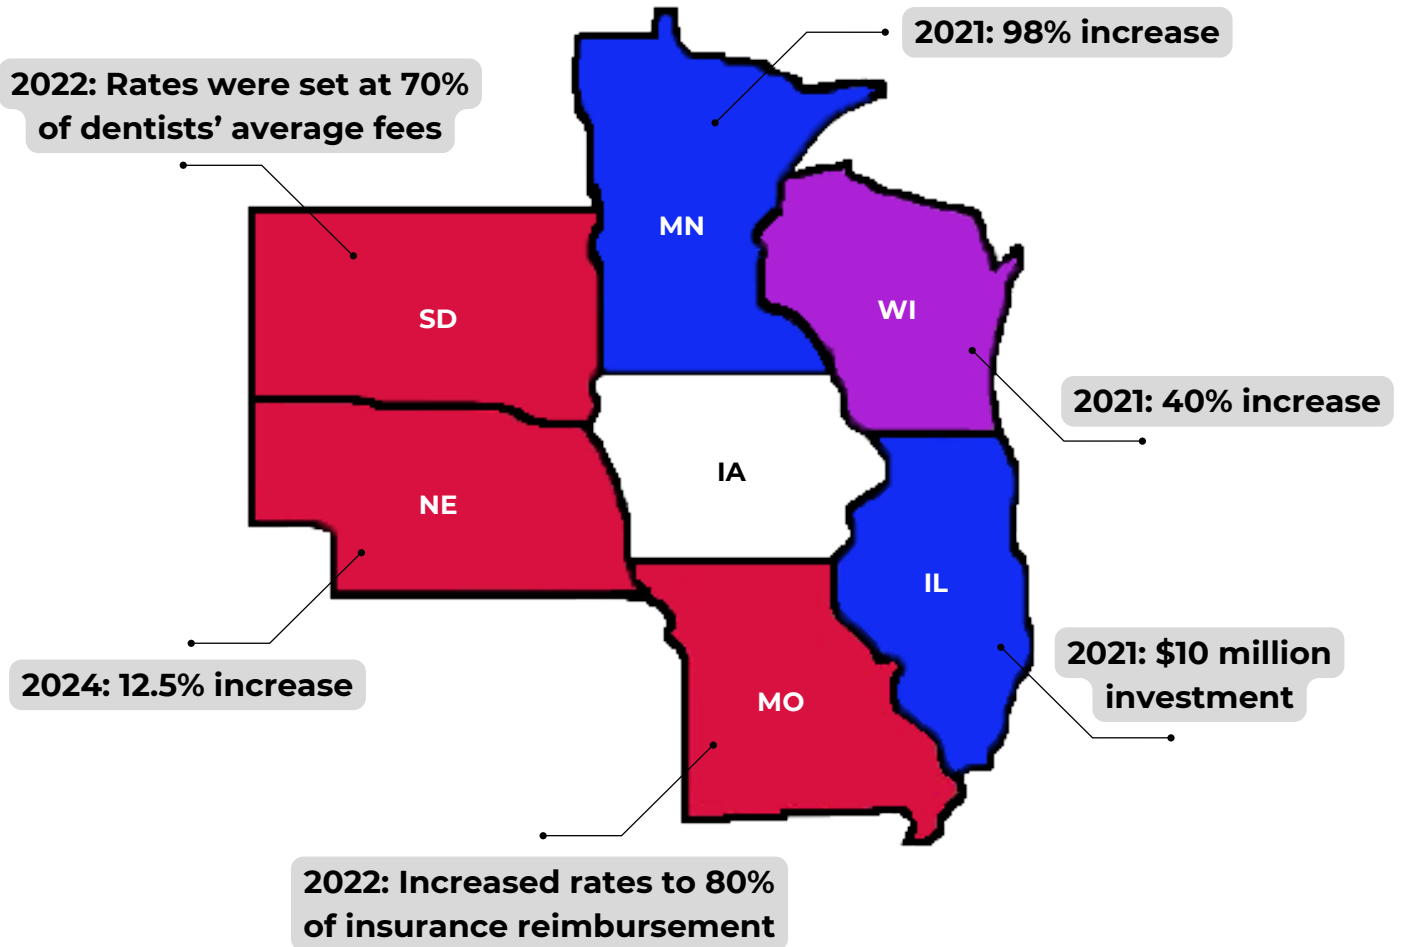 2021: 98% increase
2022: Rates were set at 70%
of dentists’ average fees
MN
SD
WI
2021: 40% increase
IA
NE
IL
2024: 12.5% increase
2021: $10 million
investment
MO
2022: Increased rates to 80%
of insurance reimbursement